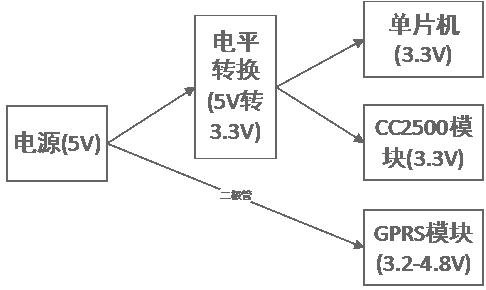 电源(5V)
电平
转换
(5V转
3.3V)
单片机
(3.3V)
CC2500模
块(3.3V)
二极管
GPRS模块
(3.2-4.8V)